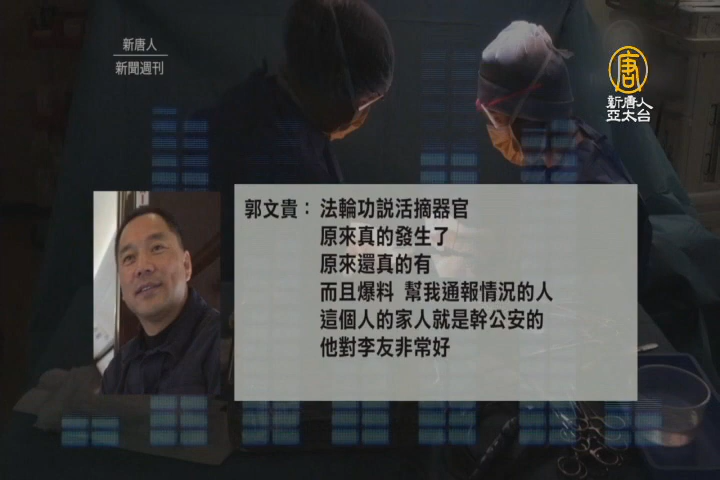 新唐人
新聞週刊
唐
新唐人
亞太台
郭文貴：法輪功說活摘器官
原來真的發生了
原來還真的有
而且爆料 幫我通報情況的人
這個人的家人就是幹公安的
他對李友非常好